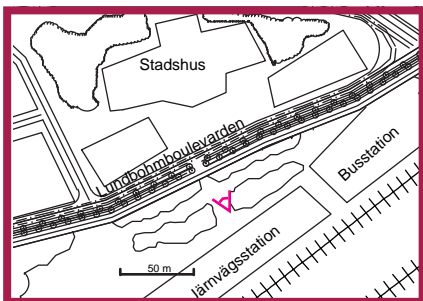 Stadshus
Lundbohmboulevarden
Busstation
Järnvägsstation
50 m